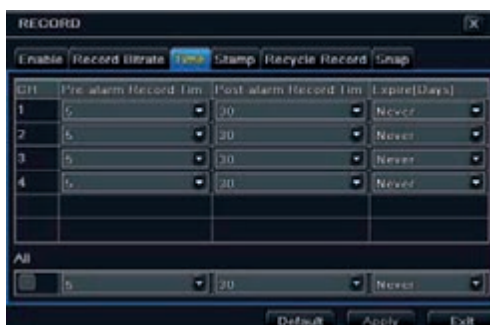 RECORD X
Enable Record Bitrate Time Stamp Recycle Record Snap
CH Pre alarm Record Tim Post alarm Record Tim Expire(Days)
1 5 30 Never
2 5 30 Never
3 5 30 Never
4 5 30 Never
All
5 30 Never
Default Apply Exit